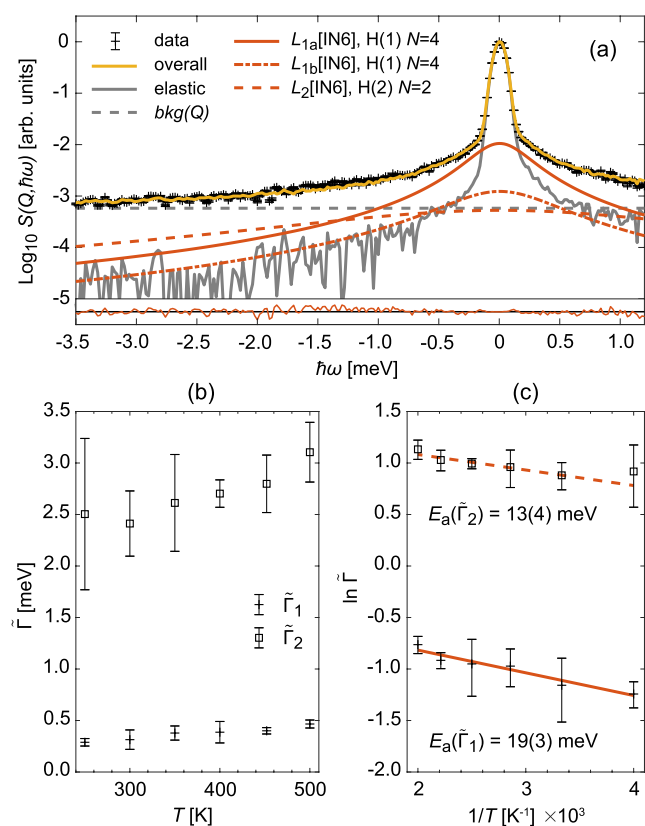 data
overall
elastic
bkg(Q)
L1a[IN6], H(1) N=4
L1b[IN6], H(1) N=4
L2[IN6], H(2) N=2
(a)
Log10 S(Q,ħω) [arb. units]
0
-1
-2
-3
-4
-5
-3.5 -3.0 -2.5 -2.0 -1.5 -1.0 -0.5 0 0.5 1.0
ħω [meV]
(b)
Γ̃ [meV]
3.5
3.0
2.5
2.0
1.5
1.0
0.5
0.0
Γ̃1
Γ̃2
300 400 500
T [K]
(c)
ln Γ̃
1.5
1.0
0.5
0.0
-0.5
-1.0
-1.5
-2.0
Ea(Γ̃2) = 13(4) meV
Ea(Γ̃1) = 19(3) meV
2 3 4
1/T [K-1] ×10³